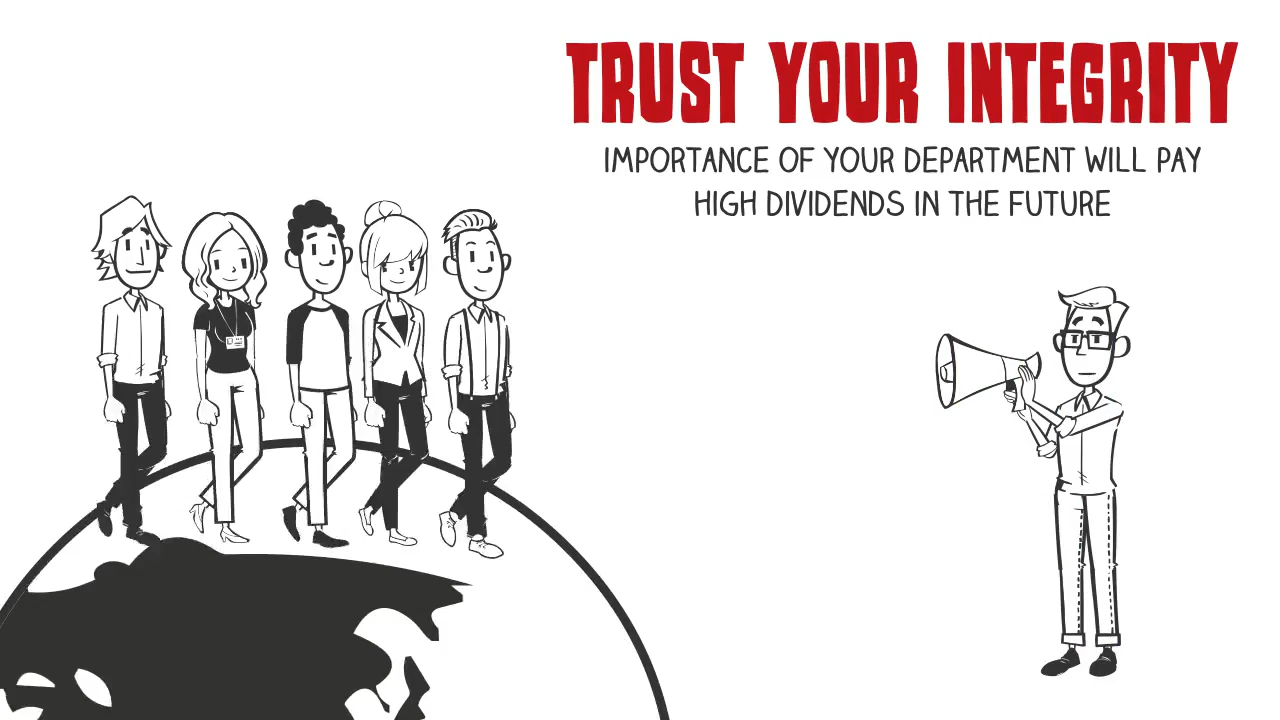 TRUST YOUR INTEGRITY
IMPORTANCE OF YOUR DEPARTMENT WILL PAY
HIGH DIVIDENDS IN THE FUTURE